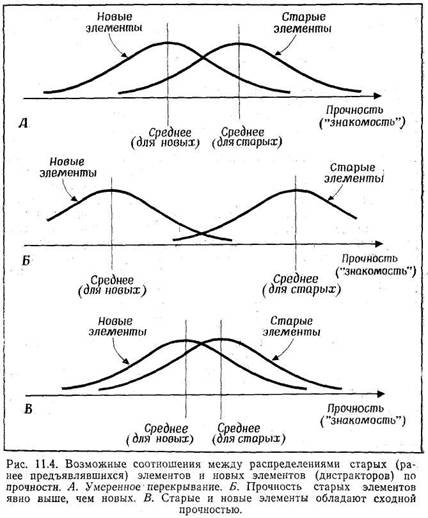 Новые
элементы
Старые
элементы
А
Среднее
(для новых)
Среднее
(для старых)
Прочность
("знакомость")
Новые
элементы
Старые
элементы
Б
Среднее
(для новых)
Среднее
(для старых)
Прочность
("знакомость")
Новые
элементы
Старые
элементы
В
Среднее
(для новых)
Среднее
(для старых)
Прочность
("знакомость")
Рис. 11.4. Возможные соотношения между распределениями старых (ра-
нее предъявлявшихся) элементов и новых элементов (дистракторов) по
прочности. А. Умеренное перекрывание. Б. Прочность старых элементов
явно выше, чем новых. В. Старые и новые элементы обладают сходной
прочностью.